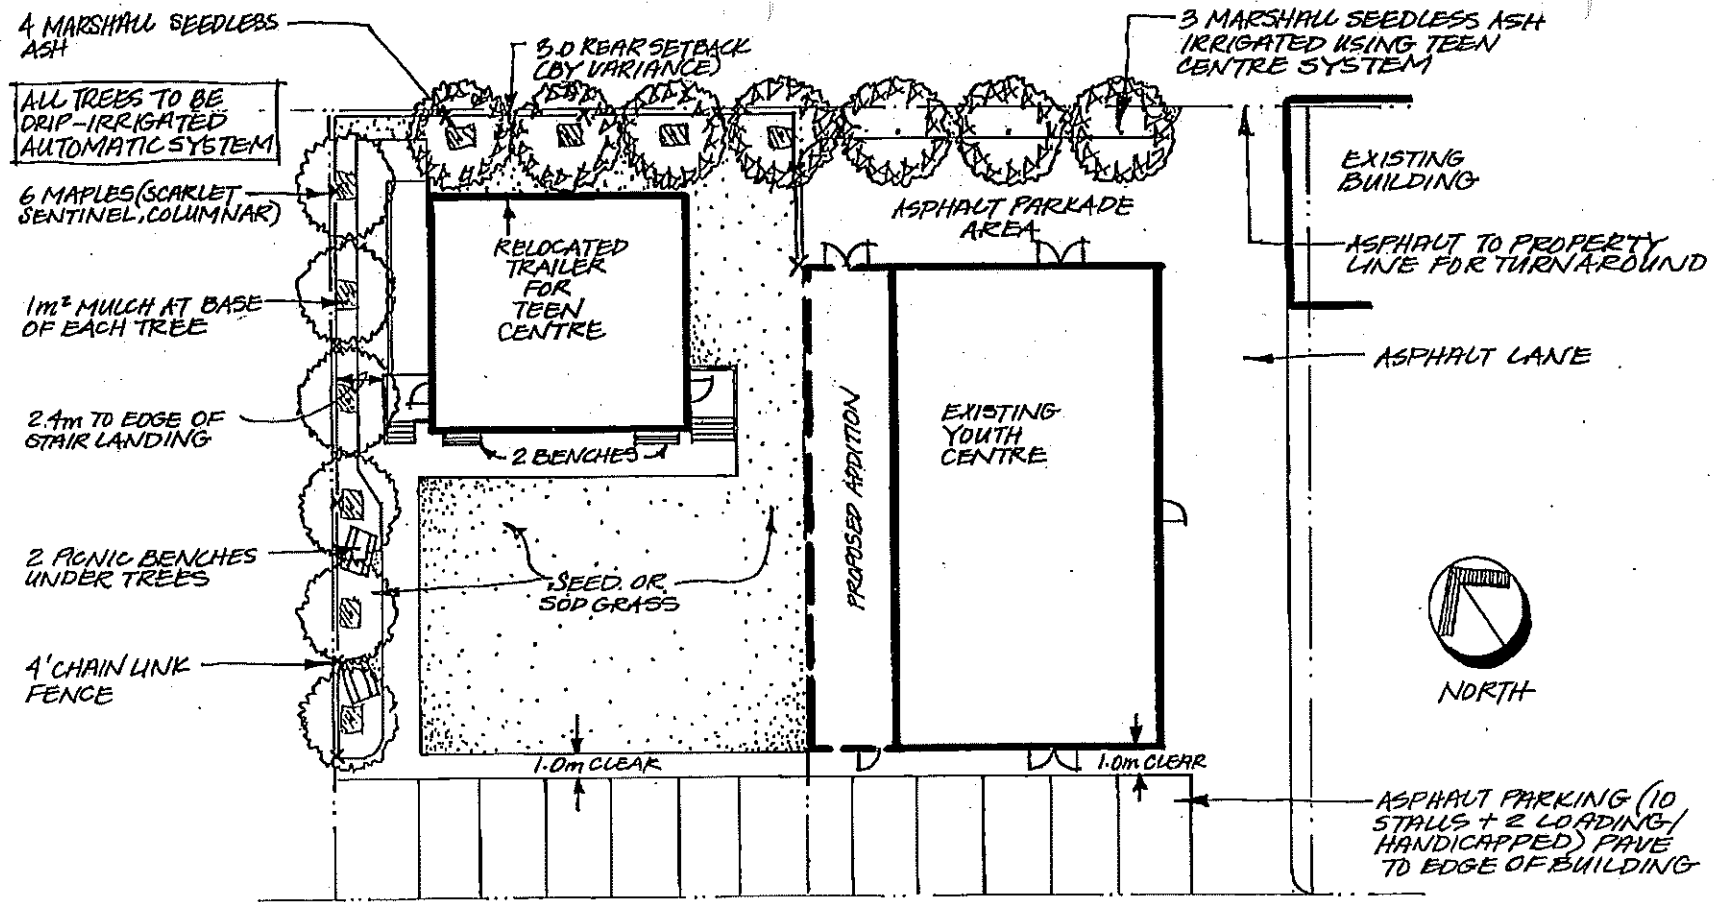 4 MARSHALL SEEDLESS
ASH
3.0 REAR SETBACK
(BY VARIANCE)
3 MARSHALL SEEDLESS ASH
IRRIGATED USING TEEN
CENTRE SYSTEM
ALL TREES TO BE
DRIP-IRRIGATED
AUTOMATIC SYSTEM
6 MAPLES (SCARLET
SENTINEL, COLUMNAR)
EXISTING
BUILDING
ASPHALT PARKADE
AREA
RELOCATED
TRAILER
FOR
TEEN
CENTRE
ASPHALT TO PROPERTY
LINE FOR TURNAROUND
1m² MULCH AT BASE
OF EACH TREE
ASPHALT LANE
2.4m TO EDGE OF
STAIR LANDING
2 BENCHES
PROPOSED ADDITION
EXISTING
YOUTH
CENTRE
2 PICNIC BENCHES
UNDER TREES
SEED OR
SOD GRASS
4' CHAIN LINK
FENCE
NORTH
1.0m CLEAR
1.0m CLEAR
ASPHALT PARKING (10
STALLS + 2 LOADING/
HANDICAPPED) PAVE
TO EDGE OF BUILDING